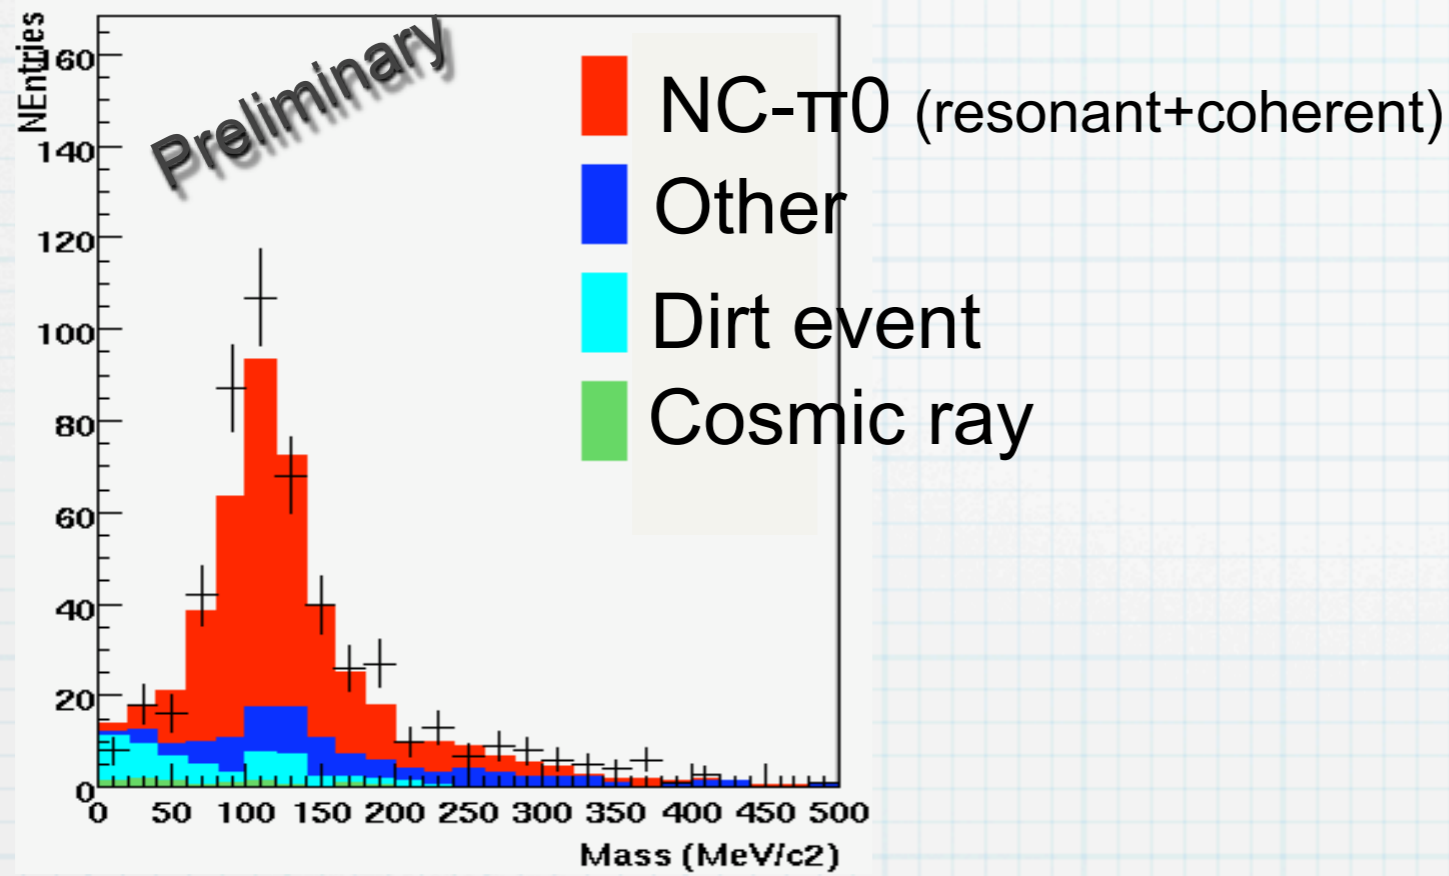 Preliminary
NEntries
160
140
120
100
80
60
40
20
0
0 50 100 150 200 250 300 350 400 450 500
Mass (MeV/c2)
NC-π0 (resonant+coherent)
Other
Dirt event
Cosmic ray